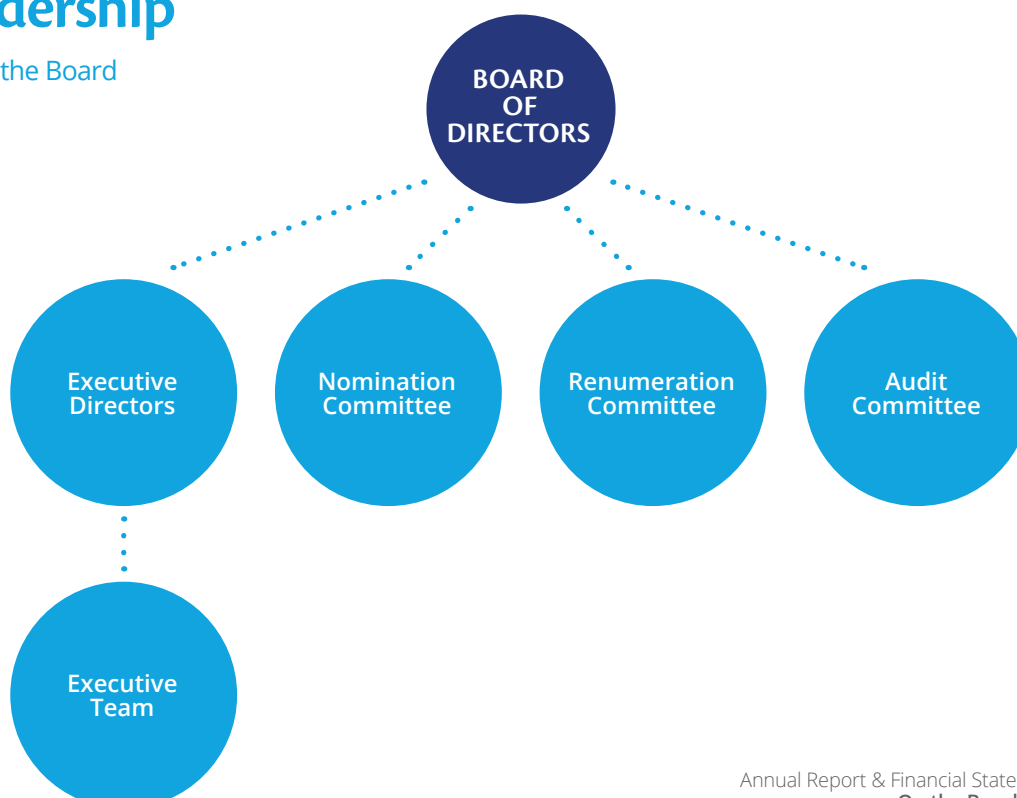 dership
the Board
BOARD
OF
DIRECTORS
Executive
Directors
Nomination
Committee
Renumeration
Committee
Audit
Committee
Executive
Team
Annual Report & Financial State